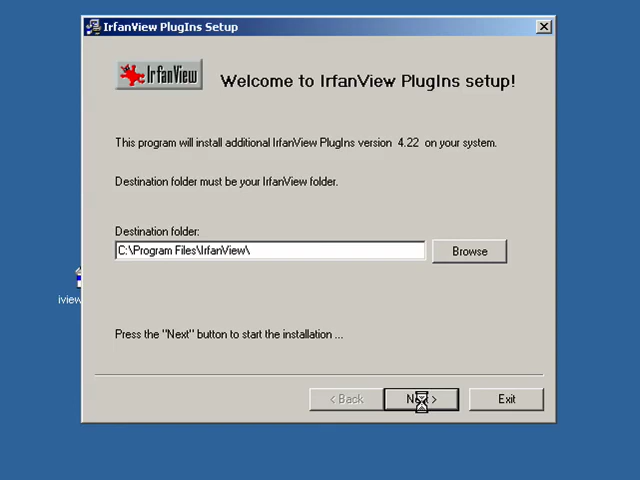 IrfanView PlugIns Setup
IrfanView
Welcome to IrfanView PlugIns setup!
This program will install additional IrfanView PlugIns version 4.22 on your system.
Destination folder must be your IrfanView folder.
Destination folder:
C:\Program Files\IrfanView\
Browse
iview
Press the "Next" button to start the installation ...
< Back
Next >
Exit